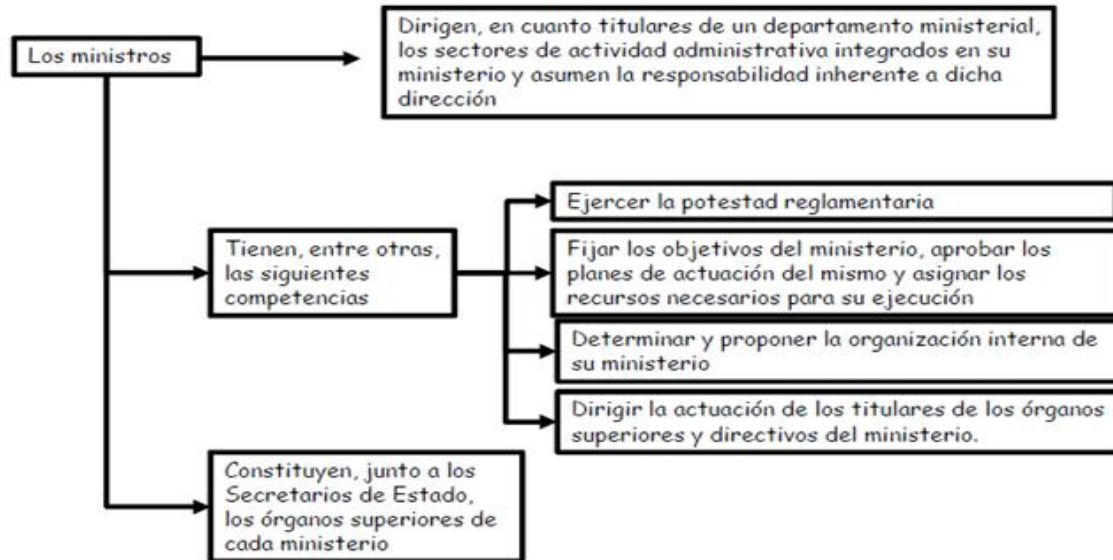 Los ministros
Dirigen, en cuanto titulares de un departamento ministerial,
los sectores de actividad administrativa integrados en su
ministerio y asumen la responsabilidad inherente a dicha
dirección
Tienen, entre otras,
las siguientes
competencias
Ejercer la potestad reglamentaria
Fijar los objetivos del ministerio, aprobar los
planes de actuación del mismo y asignar los
recursos necesarios para su ejecución
Determinar y proponer la organización interna de
su ministerio
Dirigir la actuación de los titulares de los órganos
superiores y directivos del ministerio.
Constituyen, junto a los
Secretarios de Estado,
los órganos superiores de
cada ministerio